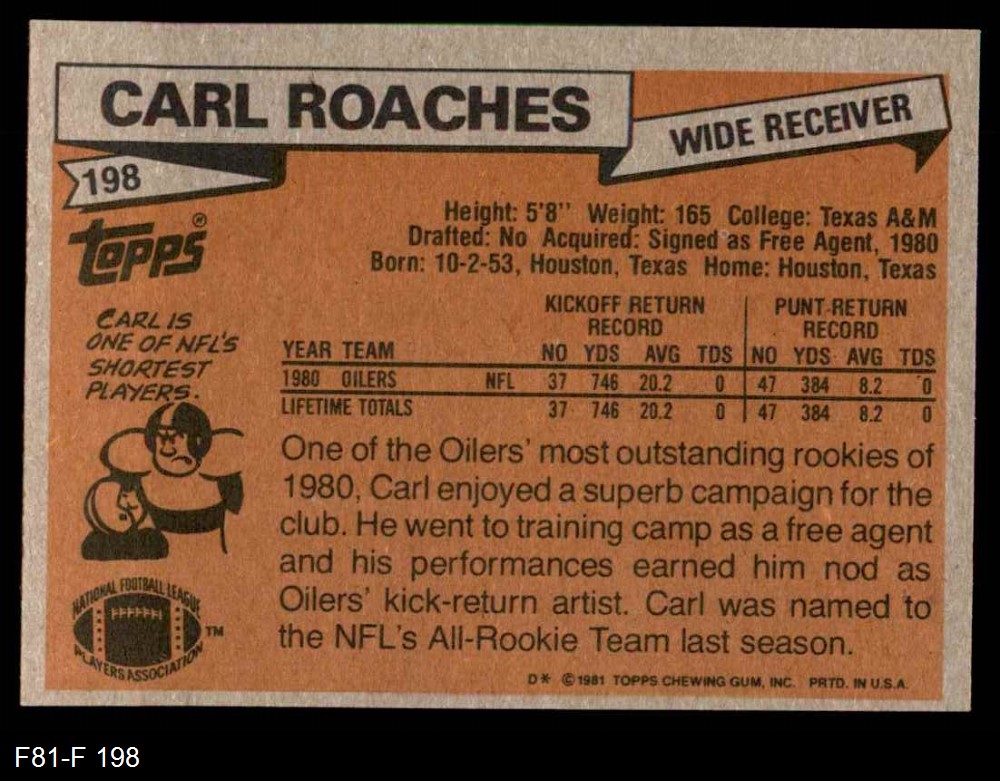 CARL ROACHES
WIDE RECEIVER
198
topps®
Height: 5'8'' Weight: 165 College: Texas A&M
Drafted: No Acquired: Signed as Free Agent, 1980
Born: 10-2-53, Houston, Texas Home: Houston, Texas
CARL IS
ONE OF NFL'S
SHORTEST
PLAYERS.
KICKOFF RETURN PUNT RETURN
RECORD RECORD
YEAR TEAM NO YDS AVG TDS NO YDS AVG TDS
1980 OILERS NFL 37 746 20.2 0 47 384 8.2 0
LIFETIME TOTALS 37 746 20.2 0 47 384 8.2 0
One of the Oilers' most outstanding rookies of
1980, Carl enjoyed a superb campaign for the
club. He went to training camp as a free agent
and his performances earned him nod as
Oilers' kick-return artist. Carl was named to
the NFL's All-Rookie Team last season.
NATIONAL FOOTBALL LEAGUE
PLAYERS ASSOCIATION
TM
D* ©1981 TOPPS CHEWING GUM, INC. PRTD. IN U.S.A.
F81-F 198